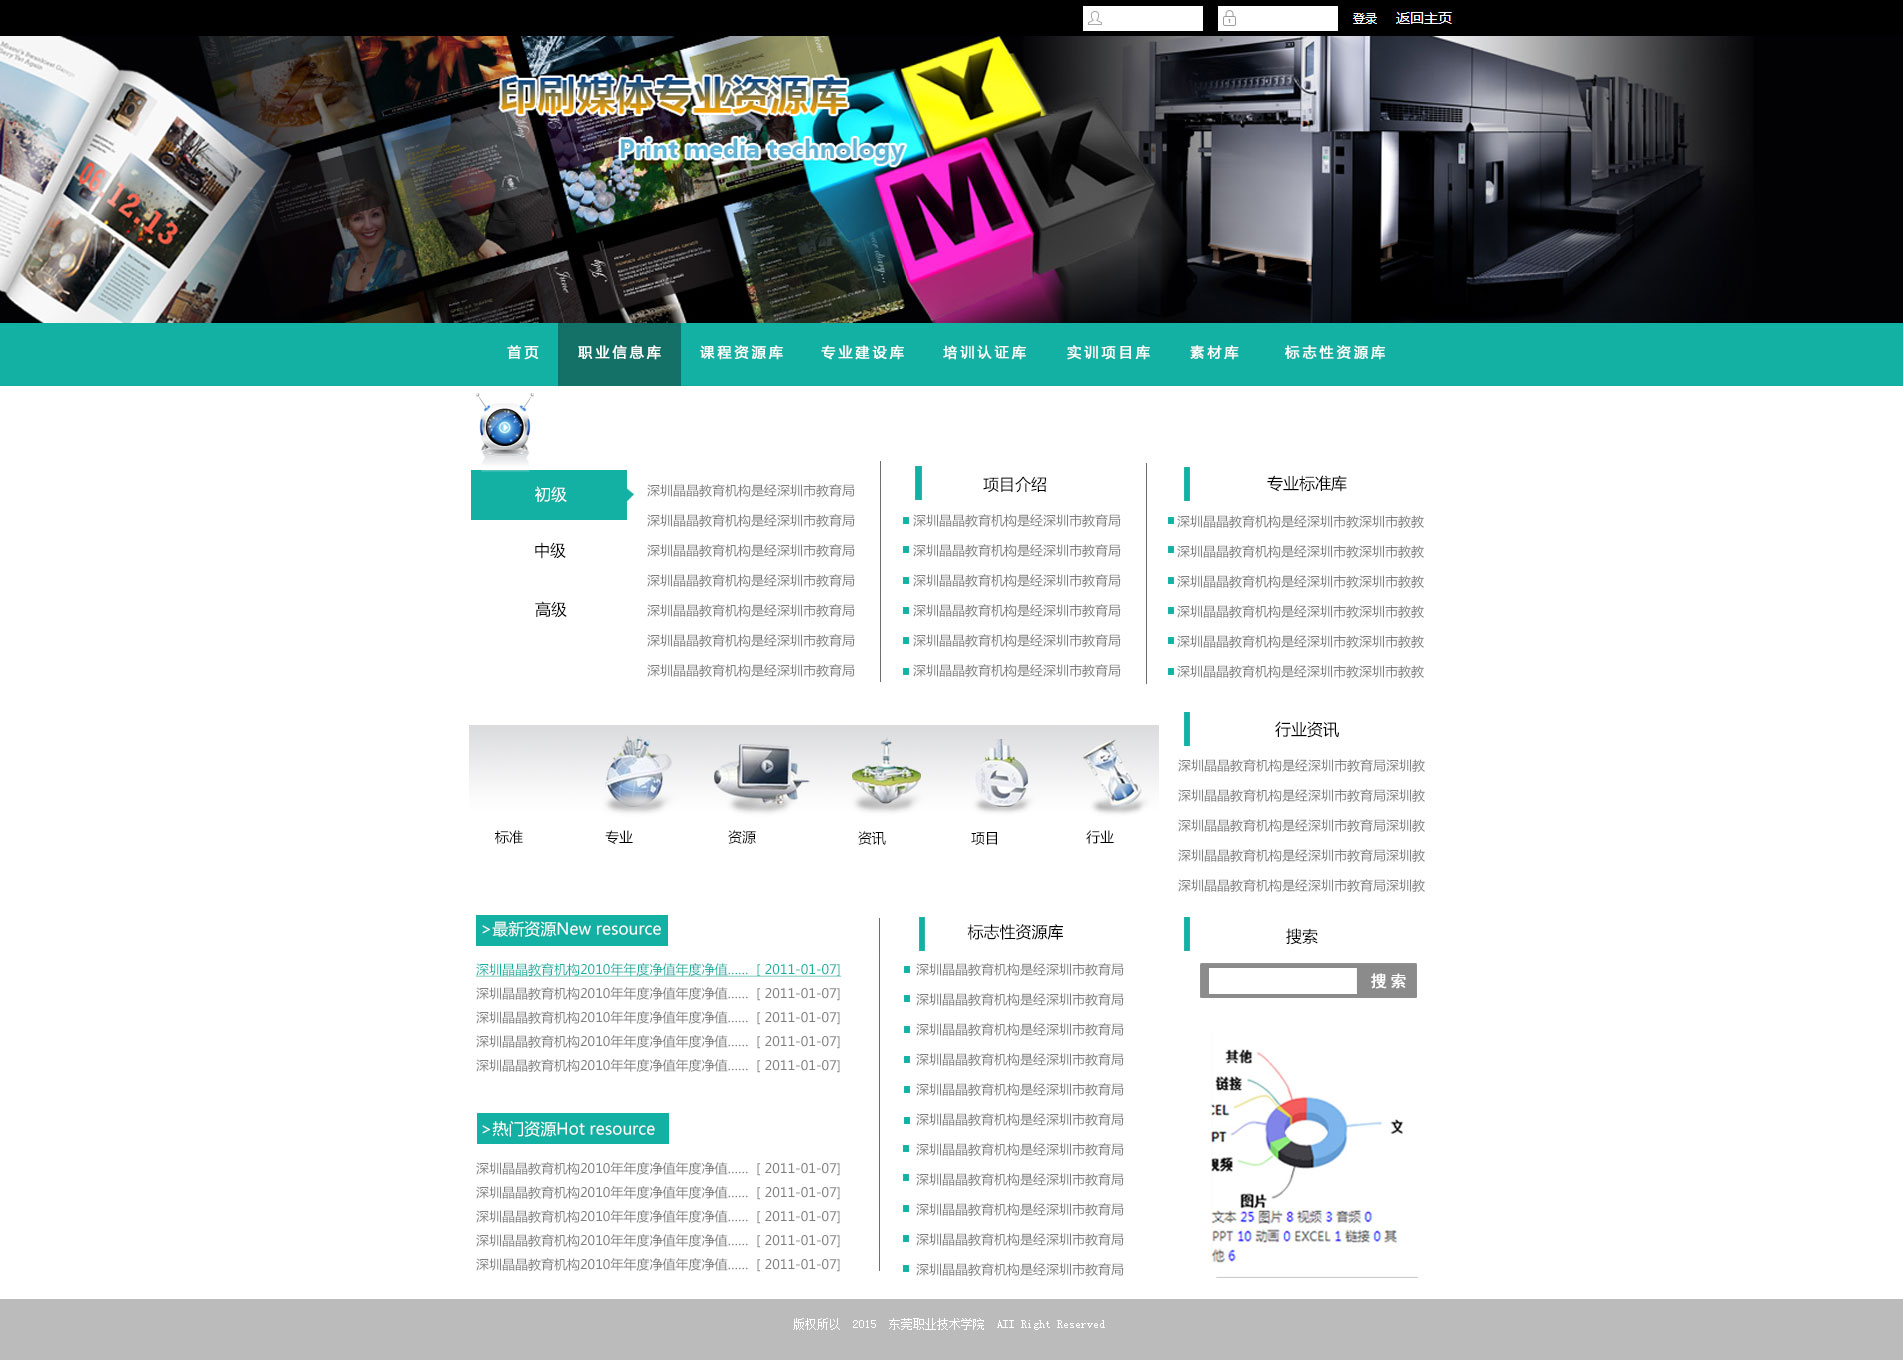 登录 返回主页
印刷媒体专业资源库
Print media technology
C Y M K
06.12.13
首页 职业信息库 课程资源库 专业建设库 培训认证库 实训项目库 素材库 标志性资源库
初级
中级
高级
深圳晶晶教育机构是经深圳市教育局
深圳晶晶教育机构是经深圳市教育局
深圳晶晶教育机构是经深圳市教育局
深圳晶晶教育机构是经深圳市教育局
深圳晶晶教育机构是经深圳市教育局
深圳晶晶教育机构是经深圳市教育局
深圳晶晶教育机构是经深圳市教育局
项目介绍
深圳晶晶教育机构是经深圳市教育局
深圳晶晶教育机构是经深圳市教育局
深圳晶晶教育机构是经深圳市教育局
深圳晶晶教育机构是经深圳市教育局
深圳晶晶教育机构是经深圳市教育局
深圳晶晶教育机构是经深圳市教育局
专业标准库
深圳晶晶教育机构是经深圳市教深圳市教教
深圳晶晶教育机构是经深圳市教深圳市教教
深圳晶晶教育机构是经深圳市教深圳市教教
深圳晶晶教育机构是经深圳市教深圳市教教
深圳晶晶教育机构是经深圳市教深圳市教教
深圳晶晶教育机构是经深圳市教深圳市教教
标准 专业 资源 资讯 项目 行业
行业资讯
深圳晶晶教育机构是经深圳市教育局深圳教
深圳晶晶教育机构是经深圳市教育局深圳教
深圳晶晶教育机构是经深圳市教育局深圳教
深圳晶晶教育机构是经深圳市教育局深圳教
深圳晶晶教育机构是经深圳市教育局深圳教
>最新资源New resource
深圳晶晶教育机构2010年年度净值年度净值...... [ 2011-01-07]
深圳晶晶教育机构2010年年度净值年度净值...... [ 2011-01-07]
深圳晶晶教育机构2010年年度净值年度净值...... [ 2011-01-07]
深圳晶晶教育机构2010年年度净值年度净值...... [ 2011-01-07]
深圳晶晶教育机构2010年年度净值年度净值...... [ 2011-01-07]
>热门资源Hot resource
深圳晶晶教育机构2010年年度净值年度净值...... [ 2011-01-07]
深圳晶晶教育机构2010年年度净值年度净值...... [ 2011-01-07]
深圳晶晶教育机构2010年年度净值年度净值...... [ 2011-01-07]
深圳晶晶教育机构2010年年度净值年度净值...... [ 2011-01-07]
深圳晶晶教育机构2010年年度净值年度净值...... [ 2011-01-07]
标志性资源库
深圳晶晶教育机构是经深圳市教育局
深圳晶晶教育机构是经深圳市教育局
深圳晶晶教育机构是经深圳市教育局
深圳晶晶教育机构是经深圳市教育局
深圳晶晶教育机构是经深圳市教育局
深圳晶晶教育机构是经深圳市教育局
深圳晶晶教育机构是经深圳市教育局
深圳晶晶教育机构是经深圳市教育局
深圳晶晶教育机构是经深圳市教育局
深圳晶晶教育机构是经深圳市教育局
深圳晶晶教育机构是经深圳市教育局
搜索
搜 索
其他
链接
CEL
PT
视频
图片
文
文本 25 图片 8 视频 3 音频 0
PPT 10 动画 0 EXCEL 1 链接 0 其
他 6
版权所以 2015 东莞职业技术学院 AII Right Reserved